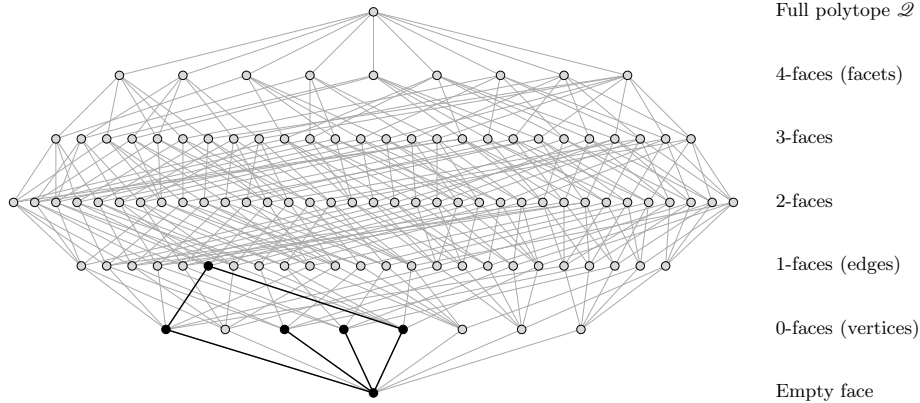 Full polytope 𝒬
4-faces (facets)
3-faces
2-faces
1-faces (edges)
0-faces (vertices)
Empty face